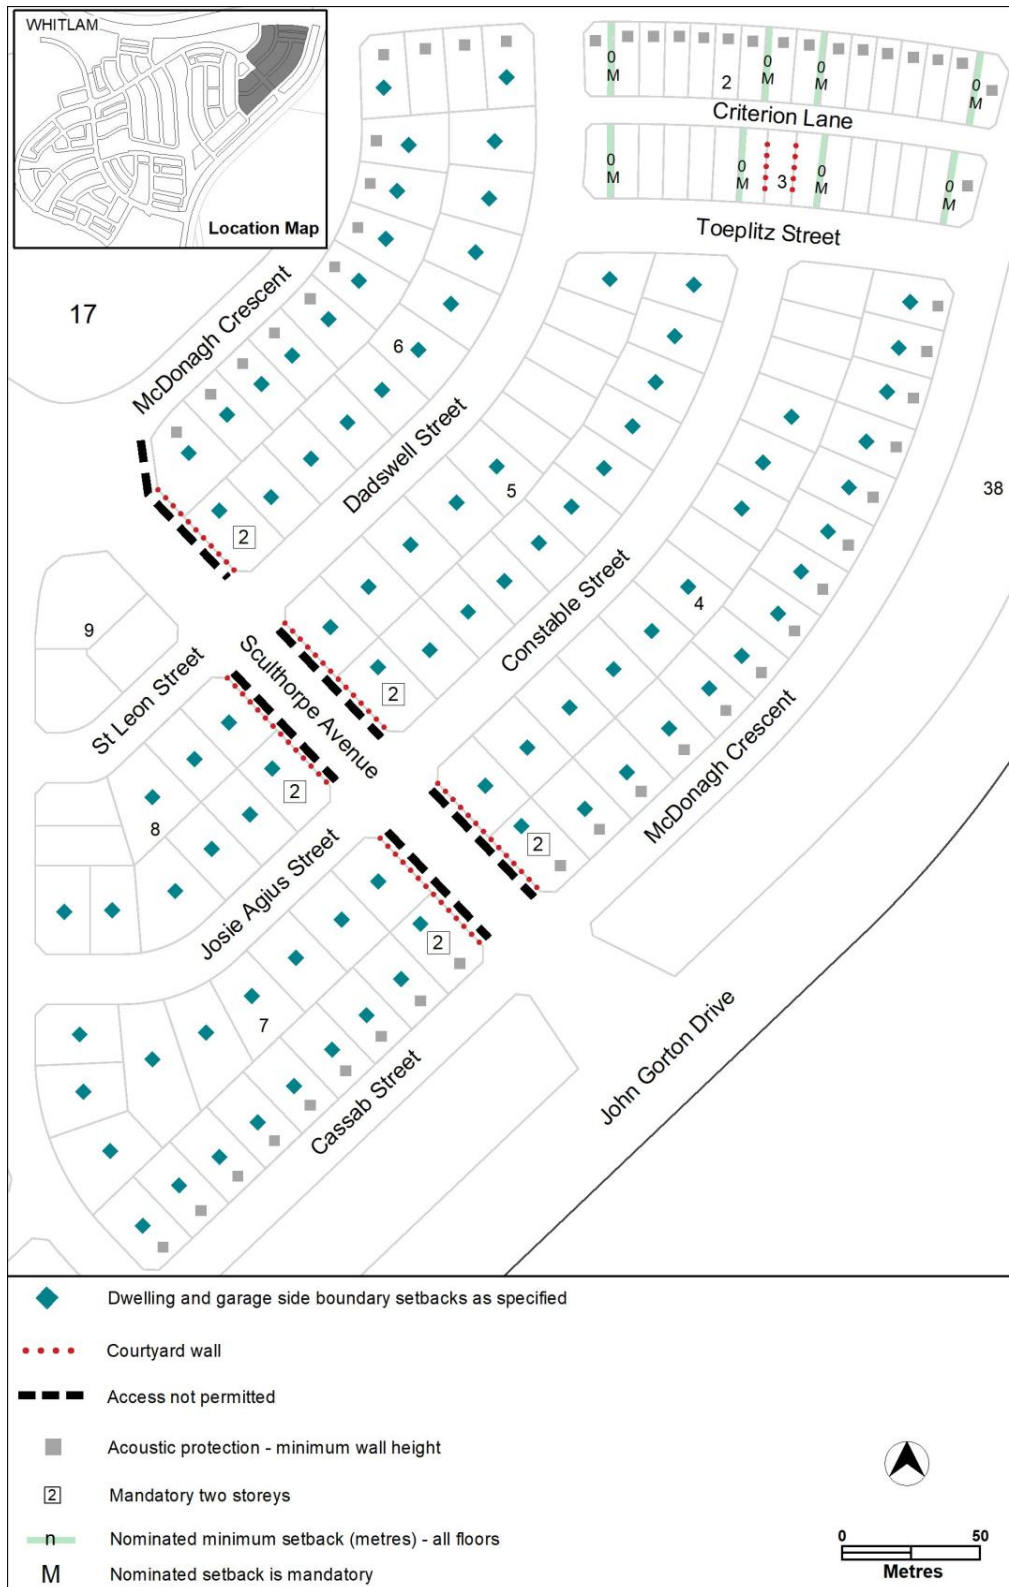 WHITLAM
Location Map
0
M
0
M
0
M
0
M
2
Criterion Lane
0
M
0
M
3
0
M
0
M
Toeplitz Street
17
McDonagh Crescent
6
Dadswell Street
5
38
2
9
Constable Street
4
Sculthorpe Avenue
St Leon Street
2
2
McDonagh Crescent
8
2
Josie Agius Street
2
7
Cassab Street
John Gorton Drive
Dwelling and garage side boundary setbacks as specified
Courtyard wall
Access not permitted
Acoustic protection - minimum wall height
2 Mandatory two storeys
n Nominated minimum setback (metres) - all floors
M Nominated setback is mandatory
0 50
Metres